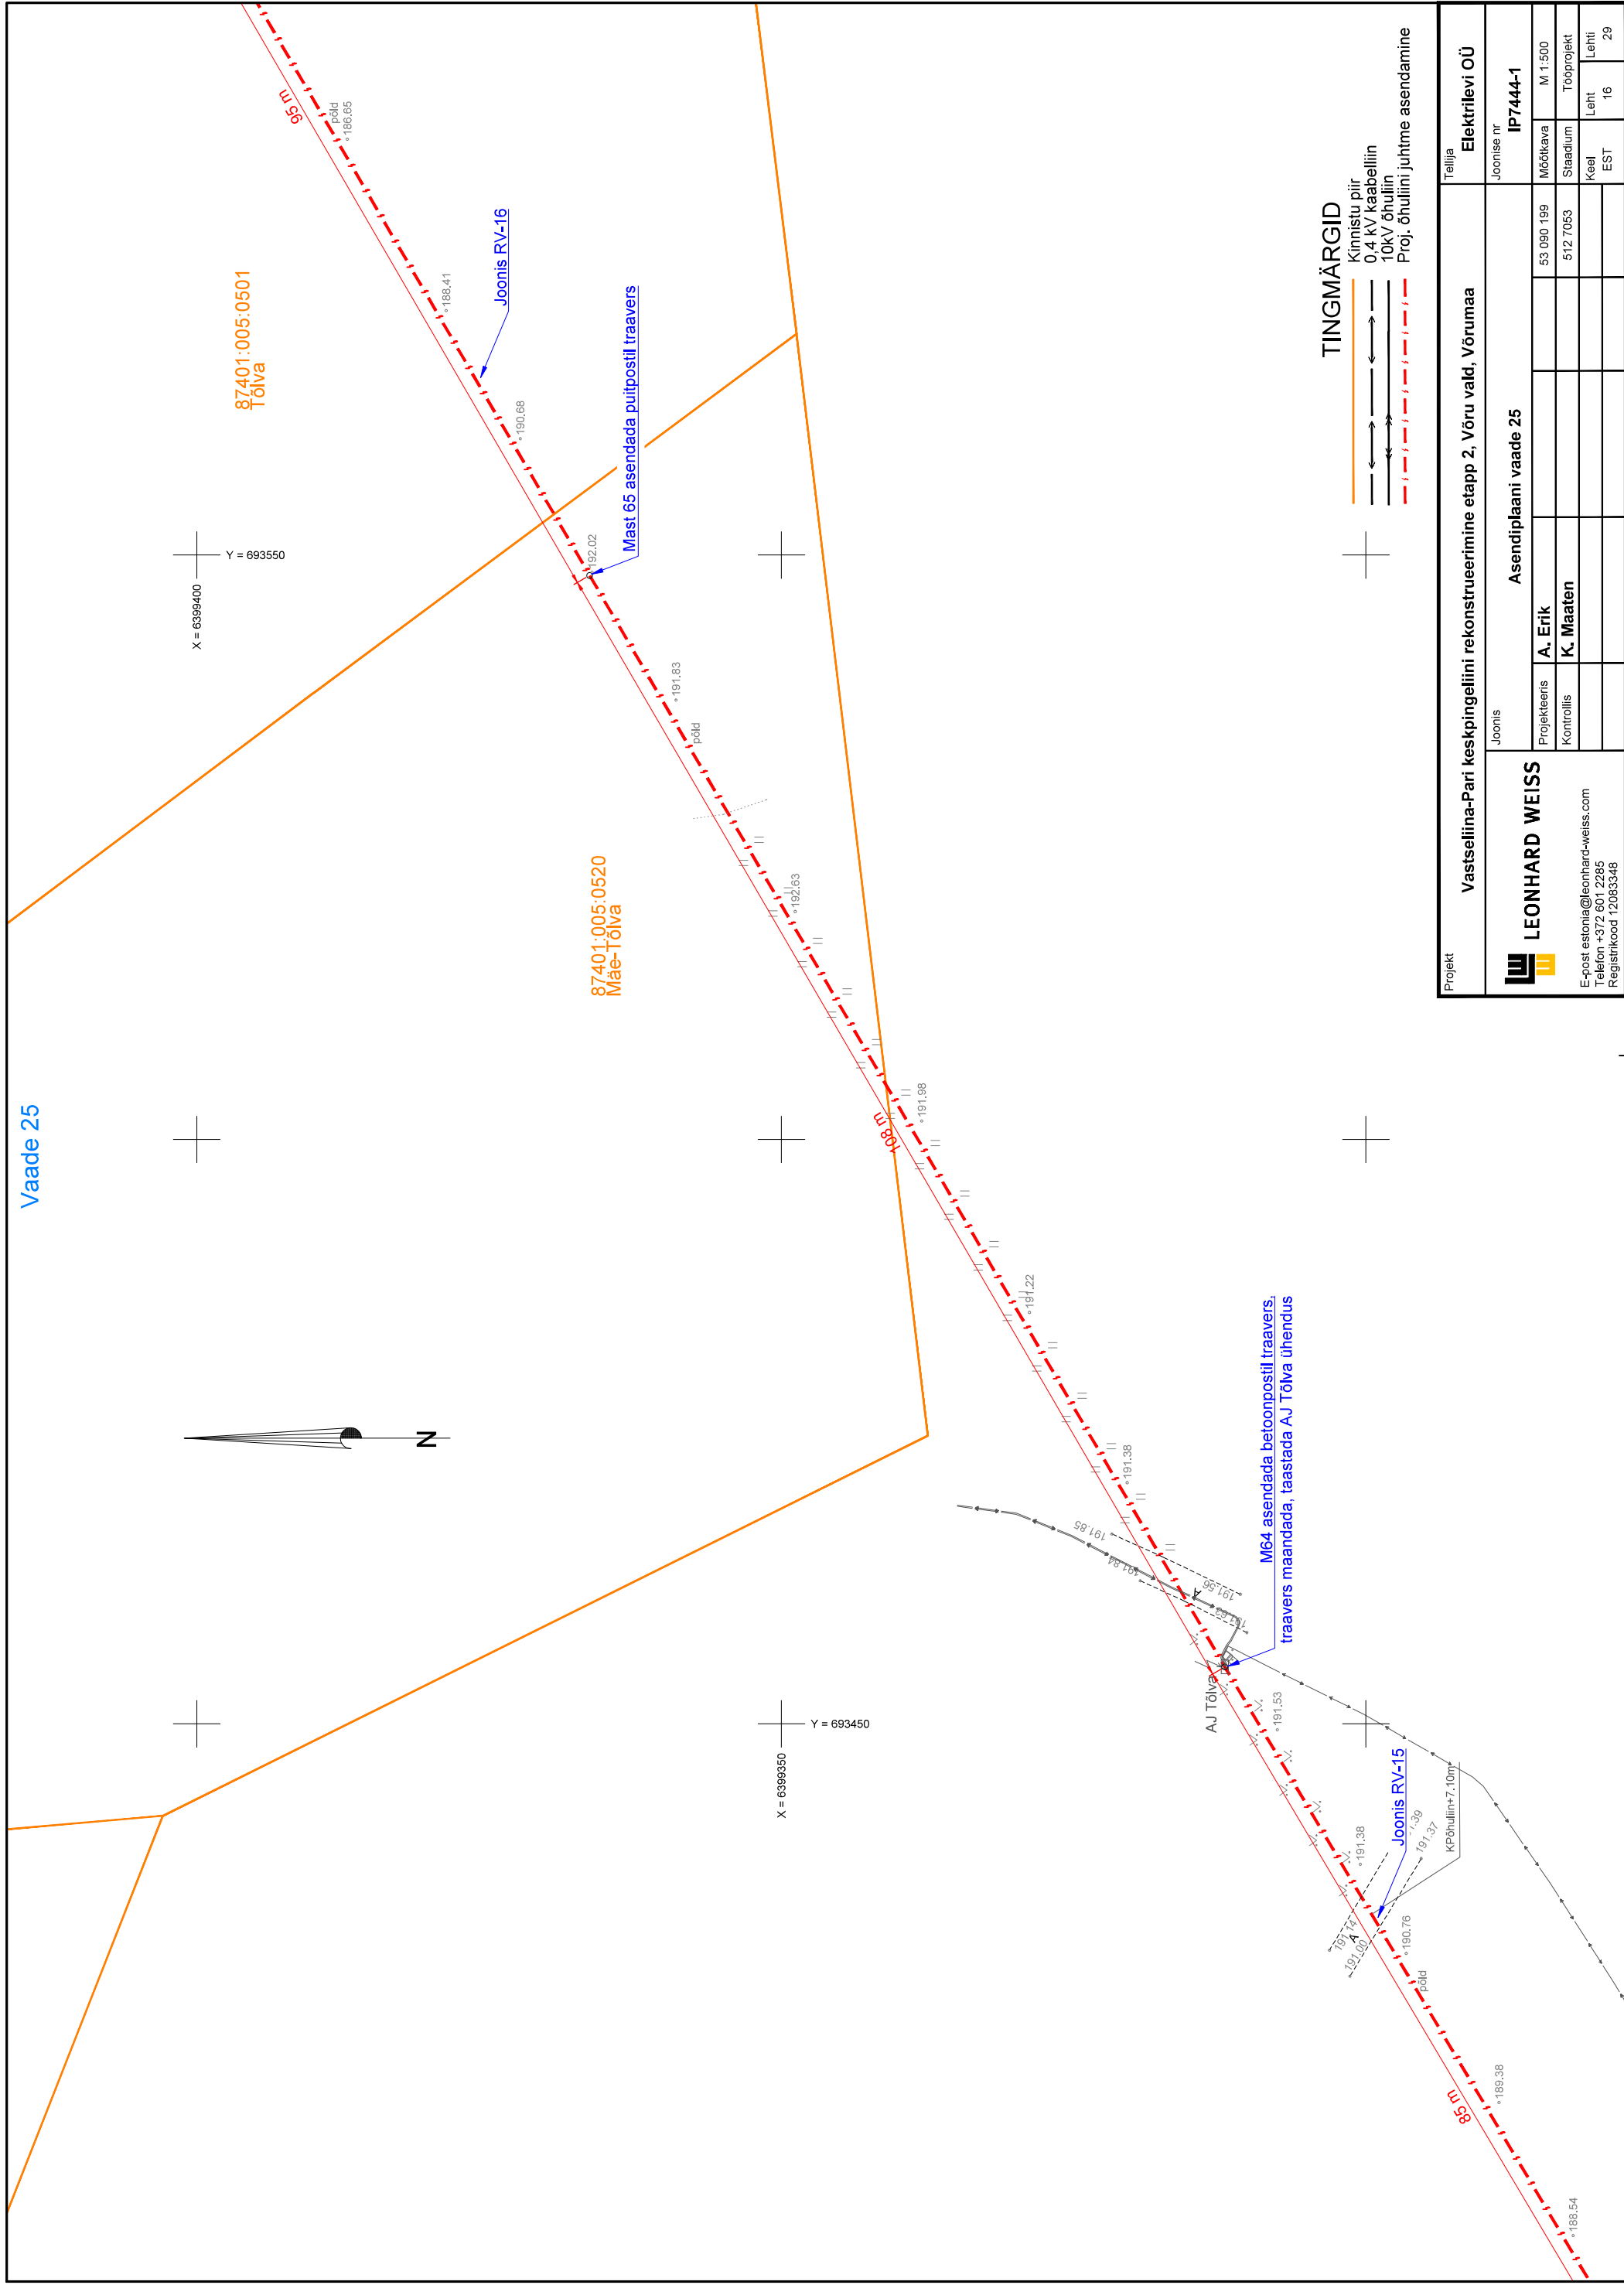 Vaade 25
87401:005:0501
Tõlva
95 m
põld
186.65
188.41
Joonis RV-16
190.68
X = 6399400
Y = 693550
192.02
Mast 65 asendada puitpostil traavers
191.83
põld
87401:005:0520
Mäe-Tõlva
192.63
N
108 m
191.98
191.22
191.38
191.85
191.84
191.56
191.63
A
AJ Tõlva
M64 asendada betoonpostil traavers,
traavers maandada, taastada AJ Tõlva ühendus
X = 6399350
Y = 693450
191.53
191.38
Joonis RV-15
191.37
KPõhuliin+7.10m
191.14
A
191.00
190.76
põld
85 m
189.38
188.54
TINGMÄRGID
Kinnistu piir
0,4 kV kaabelliin
10kV õhuliin
Proj. õhuliini juhtme asendamine
Projekt
Vastseliina-Pari keskpingeliini rekonstrueerimine etapp 2, Võru vald, Võrumaa
Tellija
Elektrilevi OÜ
LEONHARD WEISS
E-post estonia@leonhard-weiss.com
Telefon +372 601 2285
Registrikood 12083348
Joonis
Asendiplaani vaade 25
Joonise nr
IP7444-1
Projekteeris A. Erik 53 090 199 Mõõtkava M 1:500
Kontrollis K. Maaten 512 7053 Staadium Tööprojekt
Keel Leht Lehti
EST 16 29